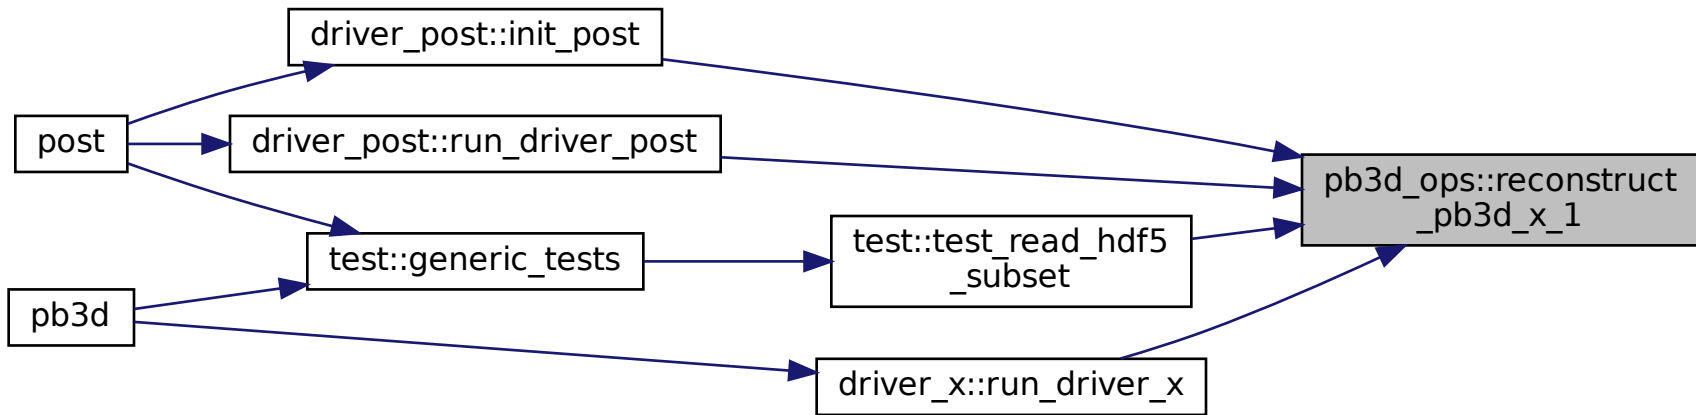 driver_post::init_post
post
driver_post::run_driver_post
pb3d_ops::reconstruct
_pb3d_x_1
test::test_read_hdf5
_subset
test::generic_tests
pb3d
driver_x::run_driver_x